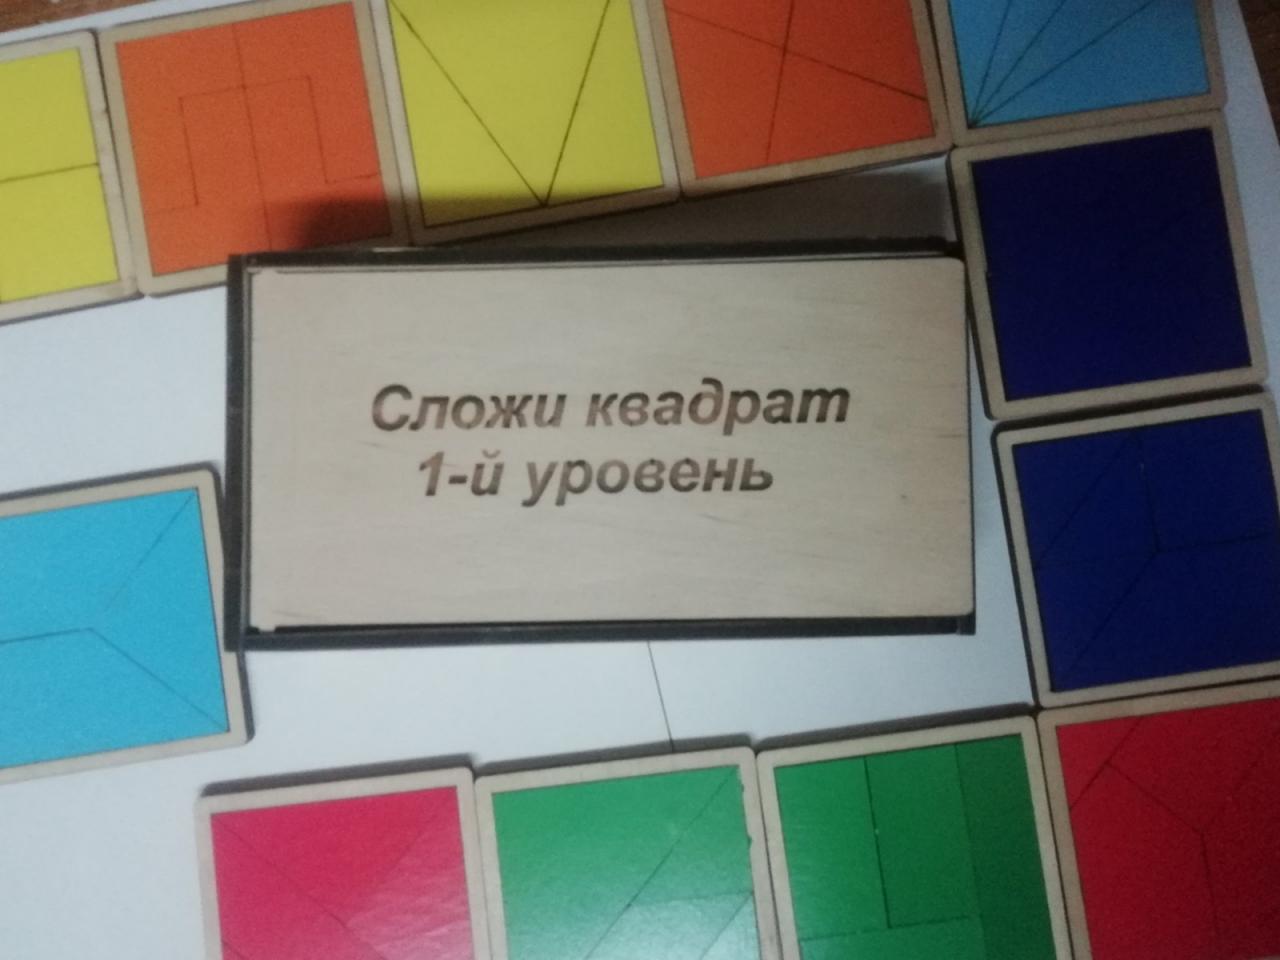 Сложи квадрат
1-й уровень